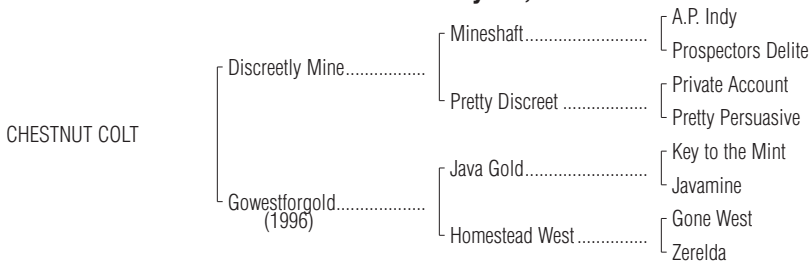 A.P. Indy
Mineshaft
Prospectors Delite
Discreetly Mine
Private Account
Pretty Discreet
Pretty Persuasive
CHESTNUT COLT
Key to the Mint
Java Gold
Javamine
Gowestforgold
(1996)
Gone West
Homestead West
Zerelda